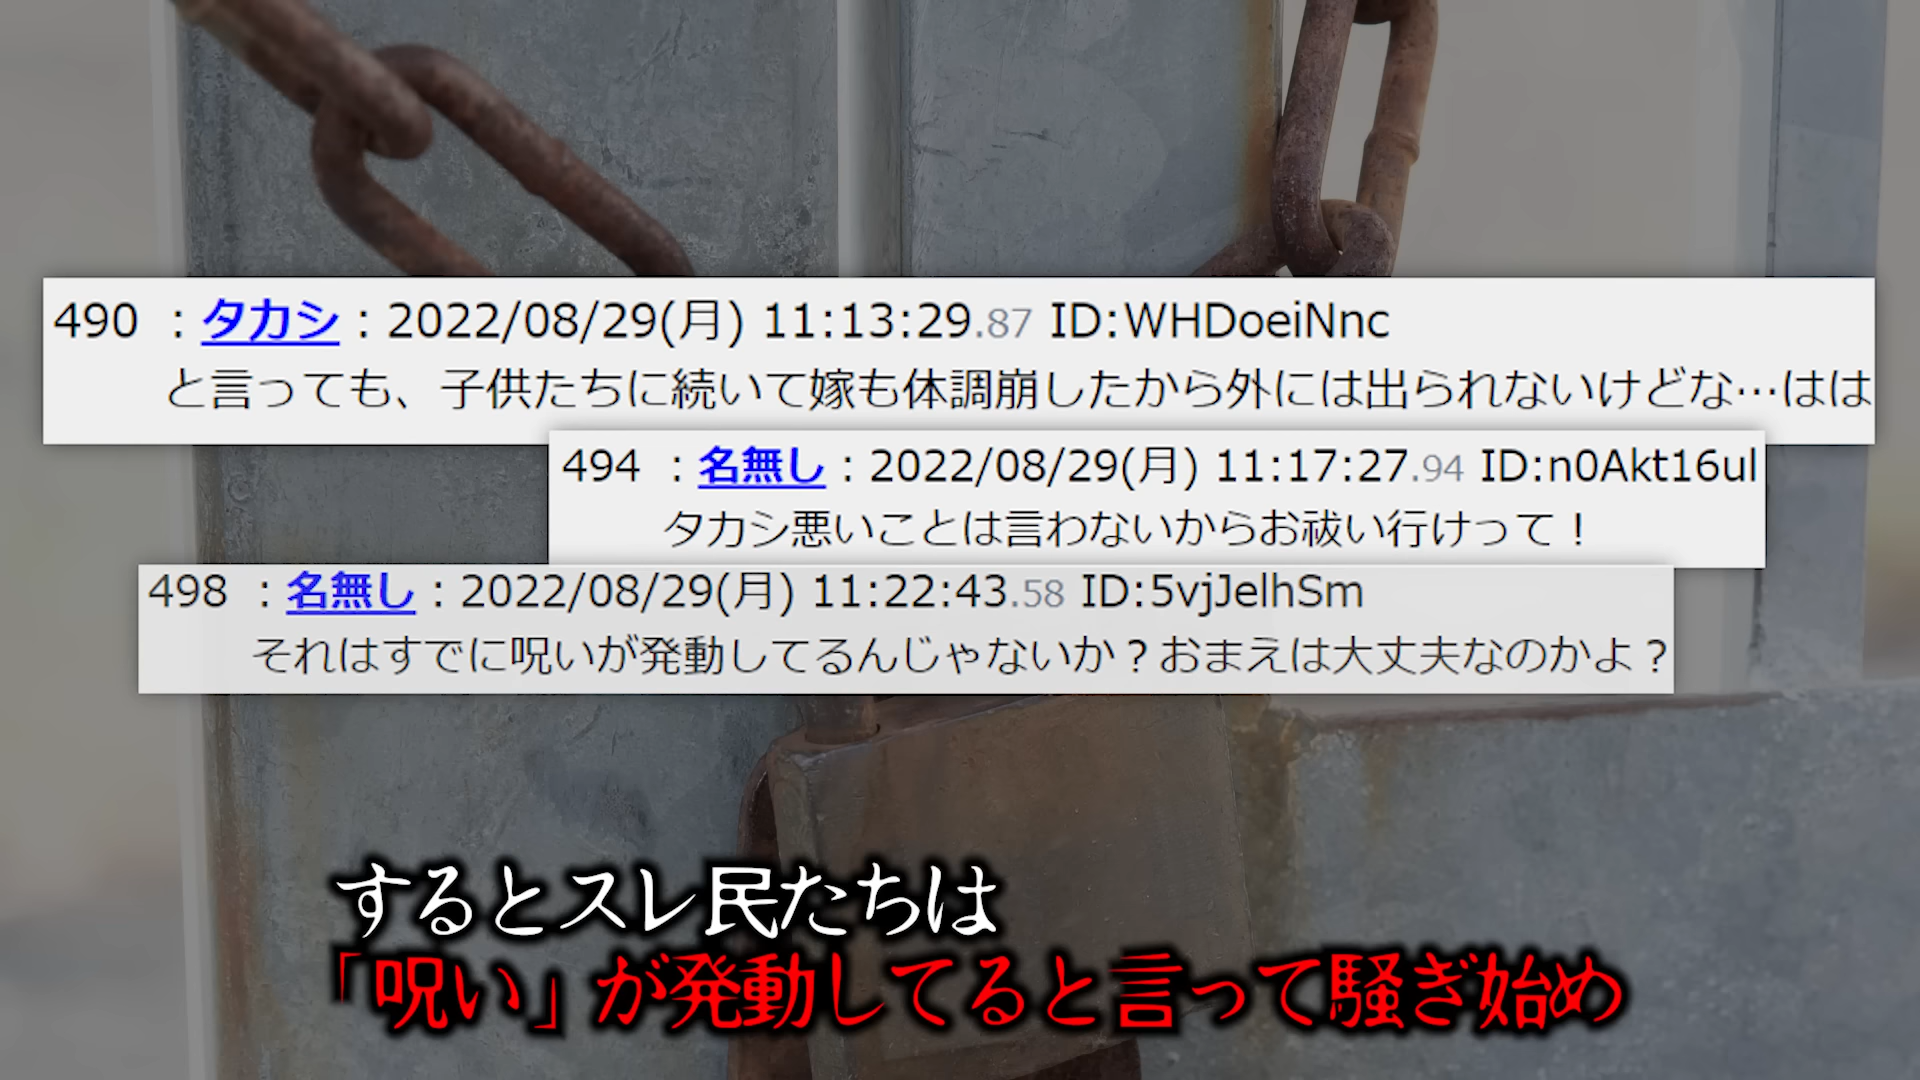 490 ：タカシ：2022/08/29(月) 11:13:29.87 ID:WHDoeiNnc
と言っても、子供たちに続いて嫁も体調崩したから外には出られないけどな…はは
494 ：名無し：2022/08/29(月) 11:17:27.94 ID:n0Akt16ul
タカシ悪いことは言わないからお祓い行けって！
498 ：名無し：2022/08/29(月) 11:22:43.58 ID:5vjJelhSm
それはすでに呪いが発動してるんじゃないか？おまえは大丈夫なのかよ？
するとスレ民たちは
「呪い」が発動してると言って騒ぎ始め